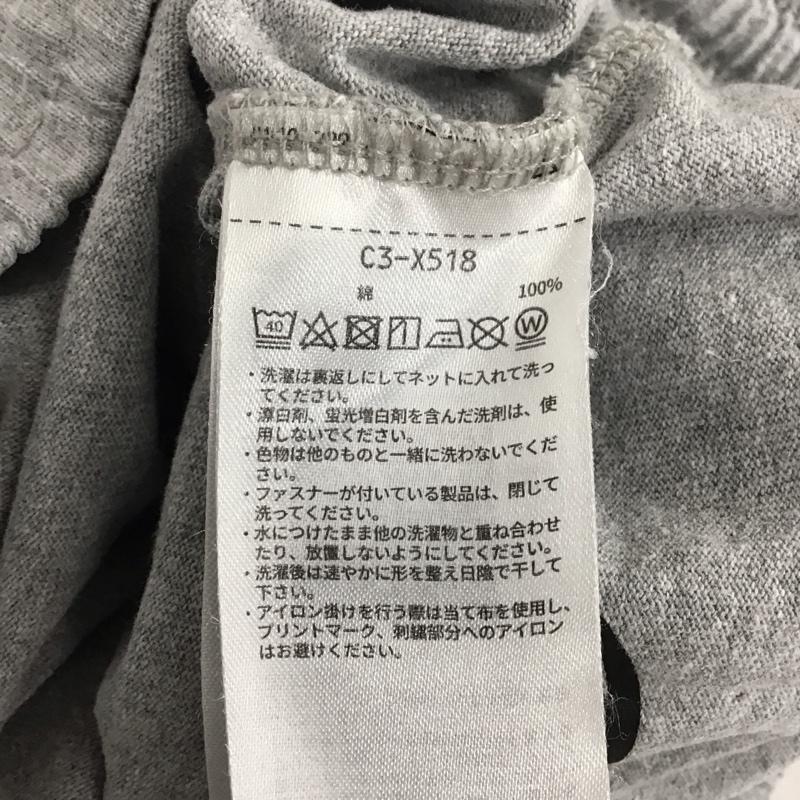 C3-X518
綿 100%
40
W
・洗濯は裏返しにしてネットに入れて洗っ
てください。
・漂白剤、蛍光増白剤を含んだ洗剤は、使
用しないでください。
・色物は他のものと一緒に洗わないでくだ
さい。
・ファスナーが付いている製品は、閉じて
洗ってください。
・水につけたまま他の洗濯物と重ね合わせ
たり、放置しないようにしてください。
・洗濯後は速やかに形を整え日陰で干して
下さい。
・アイロン掛けを行う際は当て布を使用し、
プリントマーク、刺繍部分へのアイロン
はお避けください。